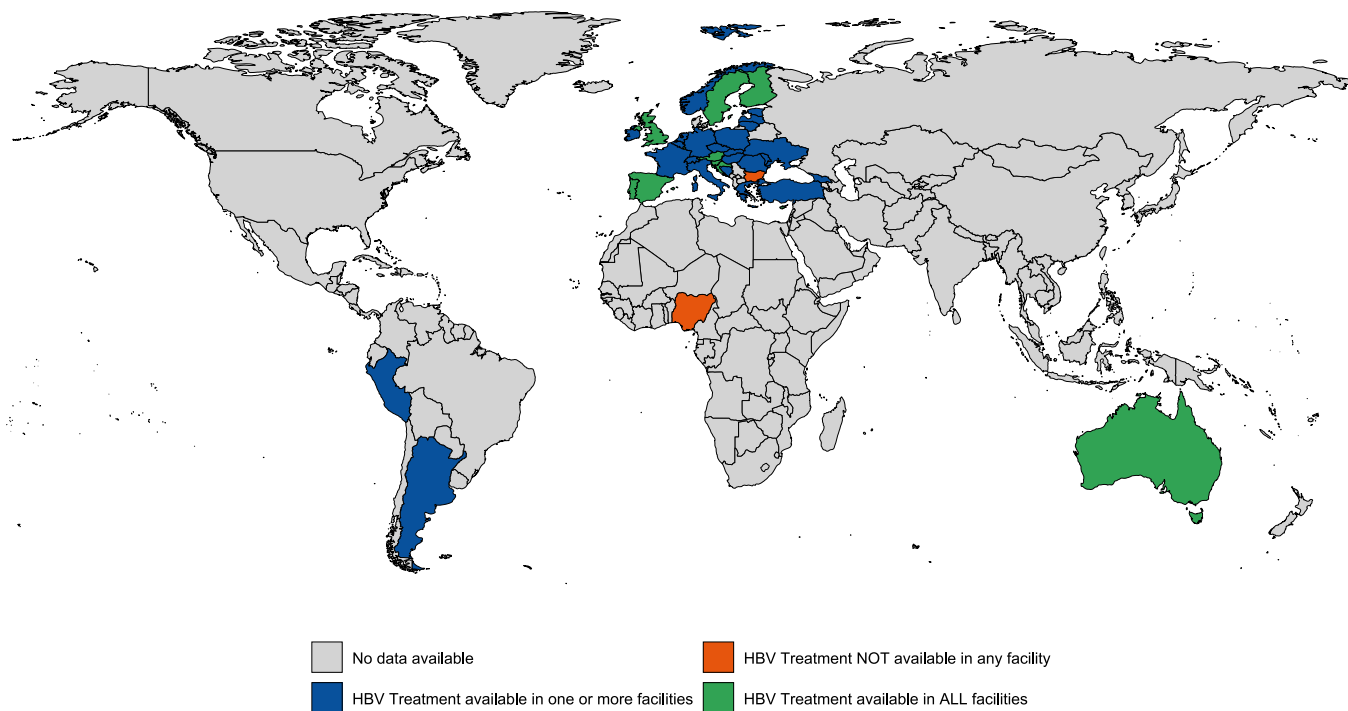 No data available
HBV Treatment NOT available in any facility
HBV Treatment available in one or more facilities
HBV Treatment available in ALL facilities